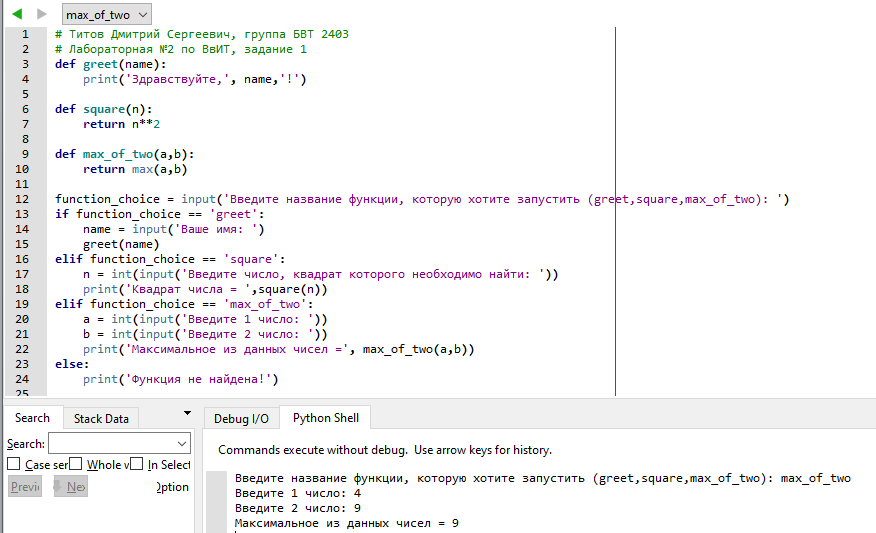 max_of_two
1 # Титов Дмитрий Сергеевич, группа БВТ 2403
2 # Лабораторная №2 по ВвИТ, задание 1
3 def greet(name):
4     print('Здравствуйте,', name,'!')
5
6 def square(n):
7     return n**2
8
9 def max_of_two(a,b):
10     return max(a,b)
11
12 function_choice = input('Введите название функции, которую хотите запустить (greet,square,max_of_two): ')
13 if function_choice == 'greet':
14     name = input('Ваше имя: ')
15     greet(name)
16 elif function_choice == 'square':
17     n = int(input('Введите число, квадрат которого необходимо найти: '))
18     print('Квадрат числа = ',square(n))
19 elif function_choice == 'max_of_two':
20     a = int(input('Введите 1 число: '))
21     b = int(input('Введите 2 число: '))
22     print('Максимальное из данных чисел =', max_of_two(a,b))
23 else:
24     print('Функция не найдена!')
25
Search Stack Data
Search:
Case ser Whole v In Select
Previ Nex Option
Debug I/O Python Shell
Commands execute without debug. Use arrow keys for history.
Введите название функции, которую хотите запустить (greet,square,max_of_two): max_of_two
Введите 1 число: 4
Введите 2 число: 9
Максимальное из данных чисел = 9